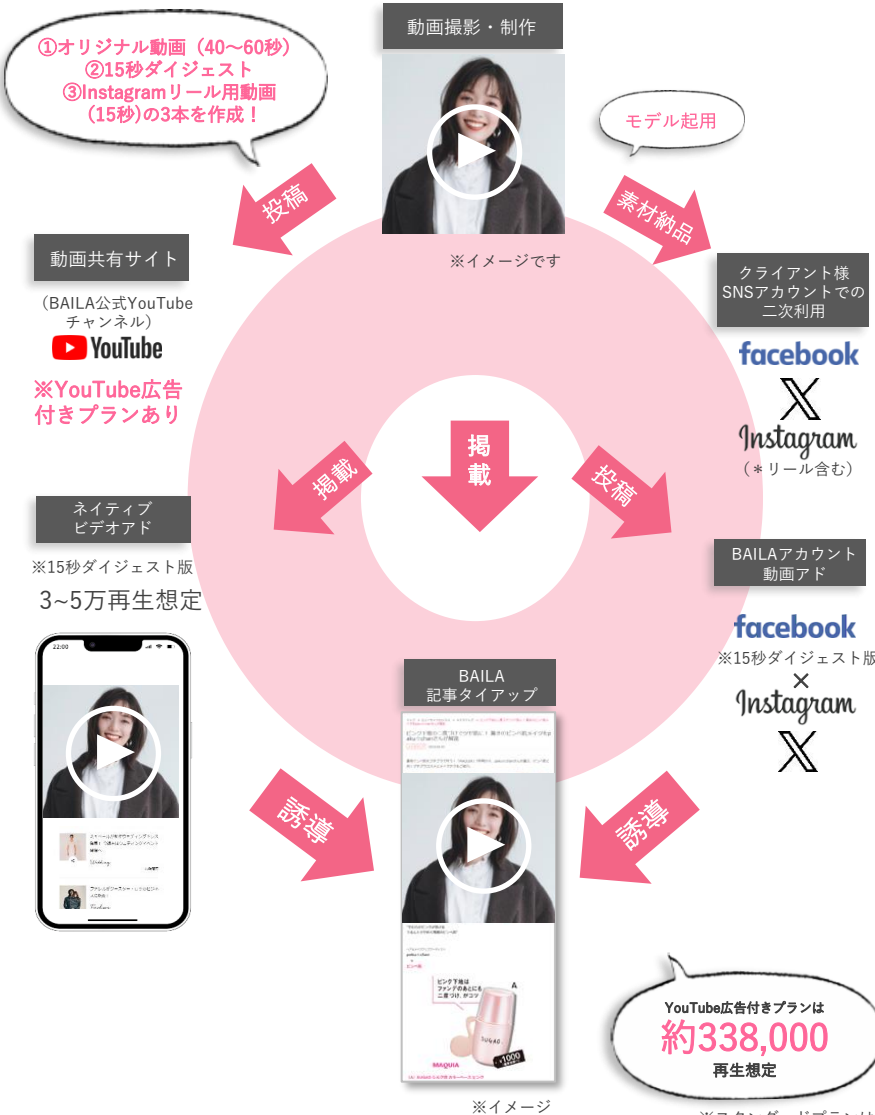 ①オリジナル動画（40〜60秒）
②15秒ダイジェスト
③Instagramリール用動画
（15秒)の3本を作成！
動画撮影・制作
モデル起用
投稿
素材納品
※イメージです
動画共有サイト
（BAILA公式YouTube
チャンネル）
YouTube
※YouTube広告
付きプランあり
クライアント様
SNSアカウントでの
二次利用
facebook
X
Instagram
（＊リール含む）
掲載
掲載
投稿
ネイティブ
ビデオアド
※15秒ダイジェスト版
3~5万再生想定
22:00
BAILAアカウント
動画アド
facebook
※15秒ダイジェスト版
×
Instagram
X
BAILA
記事タイアップ
誘導
誘導
Wedding
Fashion
ピンク下地は
ファンデのあとにも
二度づけ、がコツ
A
SUGAR
¥1000
MAQUIA
※イメージ
YouTube広告付きプランは
約338,000
再生想定